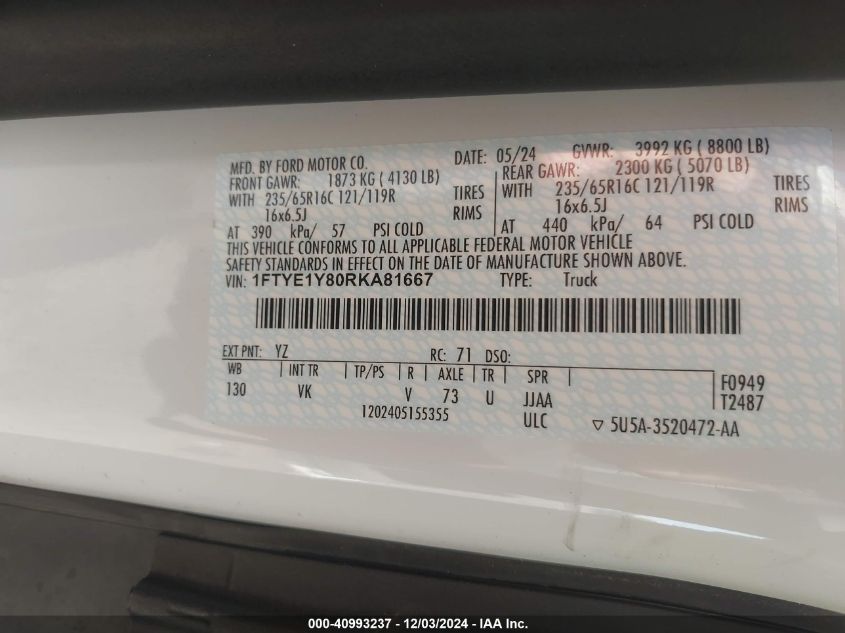 MFD. BY FORD MOTOR CO. DATE: 05/24 GVWR: 3992 KG ( 8800 LB)
FRONT GAWR: 1873 KG ( 4130 LB) REAR GAWR: 2300 KG ( 5070 LB)
WITH 235/65R16C 121/119R TIRES WITH 235/65R16C 121/119R TIRES
16x6.5J RIMS 16x6.5J RIMS
AT 390 kPa/ 57 PSI COLD AT 440 kPa/ 64 PSI COLD
THIS VEHICLE CONFORMS TO ALL APPLICABLE FEDERAL MOTOR VEHICLE
SAFETY STANDARDS IN EFFECT ON THE DATE OF MANUFACTURE SHOWN ABOVE.
VIN: 1FTYE1Y80RKA81667 TYPE: Truck
EXT PNT: YZ RC: 71 DSO:
WB INT TR TP/PS R AXLE TR SPR F0949
130 VK V 73 U JJAA T2487
1202405155355 ULC ▽ 5U5A-3520472-AA
000-40993237 - 12/03/2024 - IAA Inc.